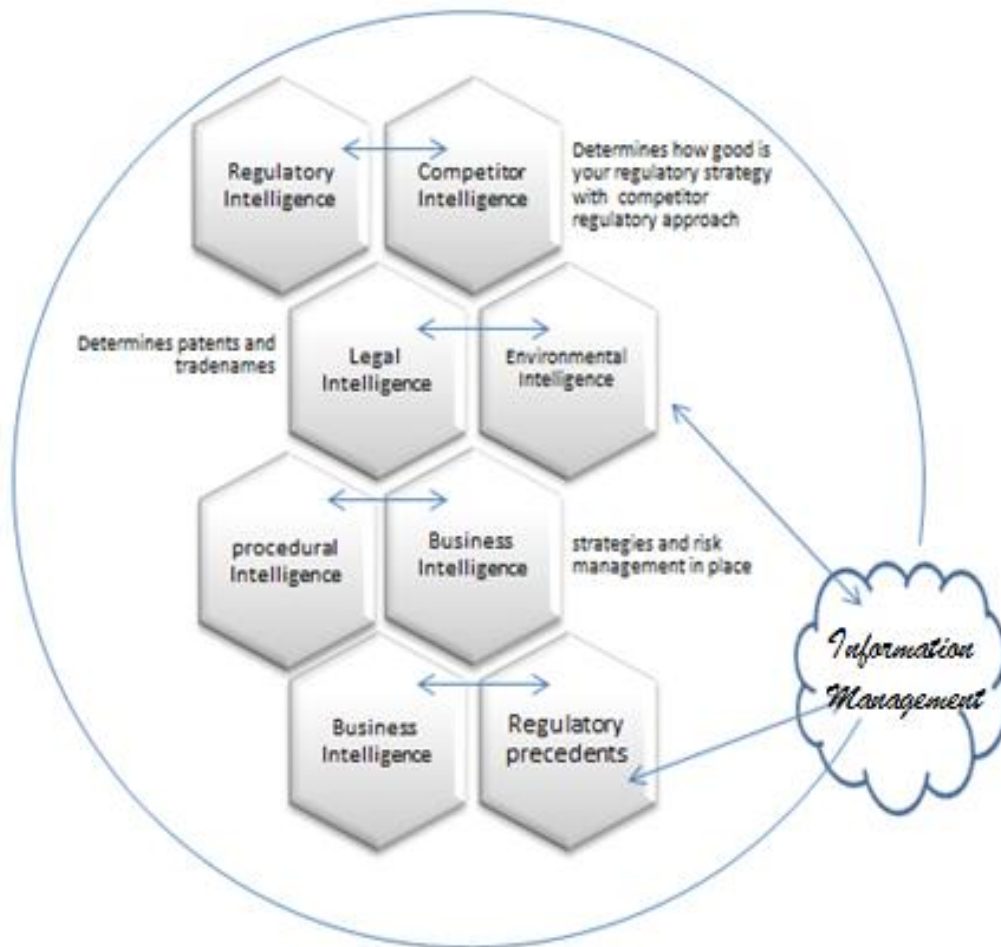 Regulatory
Intelligence
Competitor
Intelligence
Determines how good is
your regulatory strategy
with competitor
regulatory approach
Determines patents and
tradenames
Legal
Intelligence
Environmental
Intelligence
procedural
Intelligence
Business
Intelligence
strategies and risk
management in place
Business
Intelligence
Regulatory
precedents
Information
Management